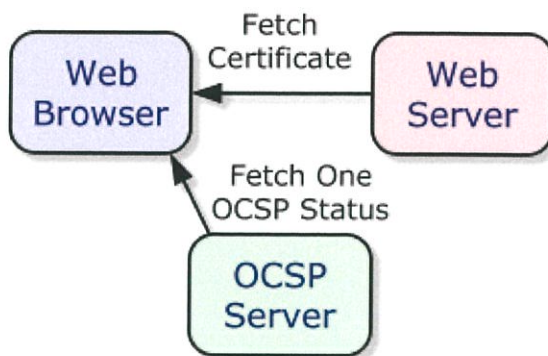 Fetch
Certificate
Web
Browser
Web
Server
Fetch One
OCSP Status
OCSP
Server